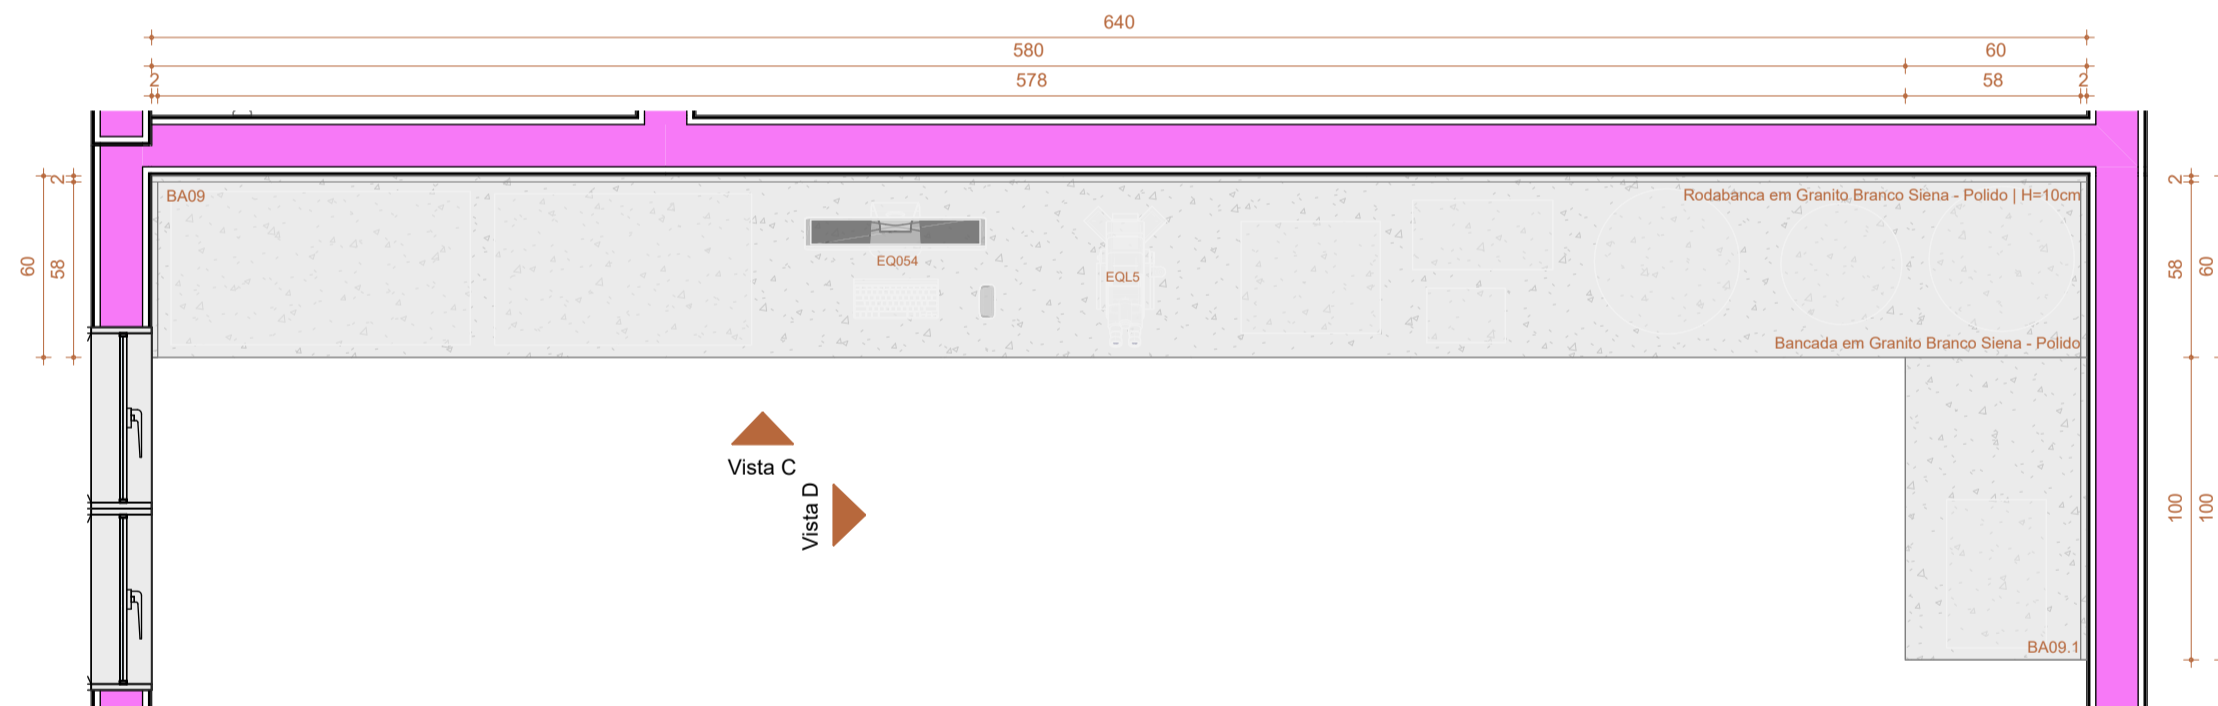 640
580 60
2 578 58 2
BA09
Rodabanca em Granito Branco Siena - Polido | H=10cm
2
2
60
58
58
60
EQ054
EQL5
Bancada em Granito Branco Siena - Polido
Vista C
Vista D
100
100
BA09.1